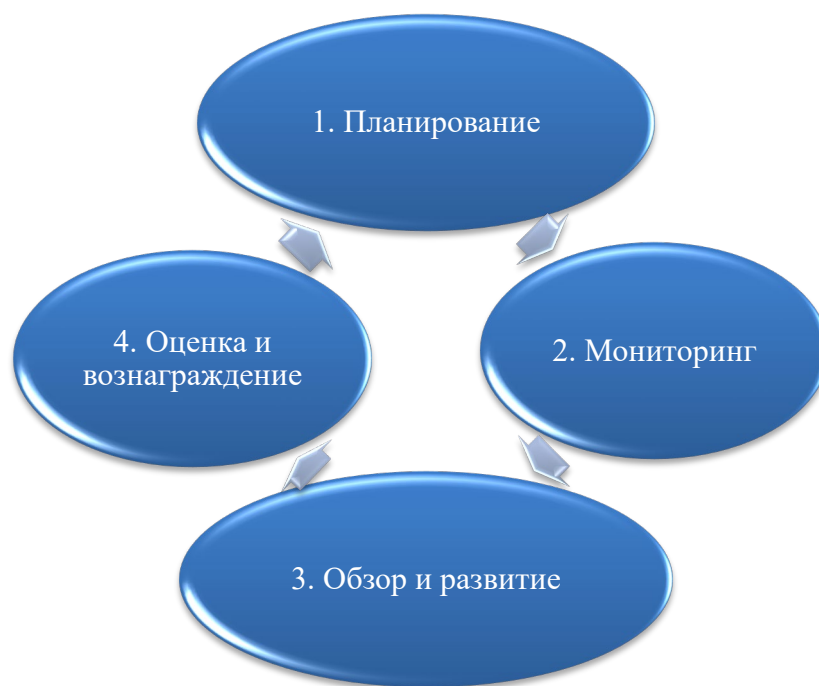 1. Планирование
2. Мониторинг
3. Обзор и развитие
4. Оценка и
вознаграждение